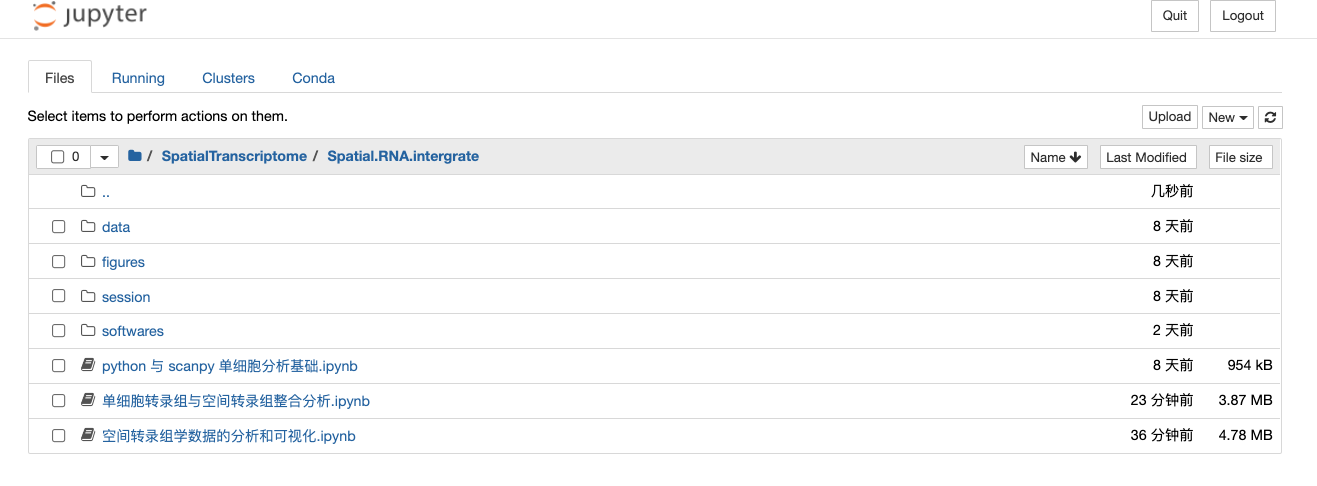 jupyter Quit Logout
Files Running Clusters Conda
Select items to perform actions on them. Upload New
0 / SpatialTranscriptome / Spatial.RNA.intergrate Name Last Modified File size
.. 几秒前
data 8 天前
figures 8 天前
session 8 天前
softwares 2 天前
python 与 scanpy 单细胞分析基础.ipynb 8 天前 954 kB
单细胞转录组与空间转录组整合分析.ipynb 23 分钟前 3.87 MB
空间转录组学数据的分析和可视化.ipynb 36 分钟前 4.78 MB